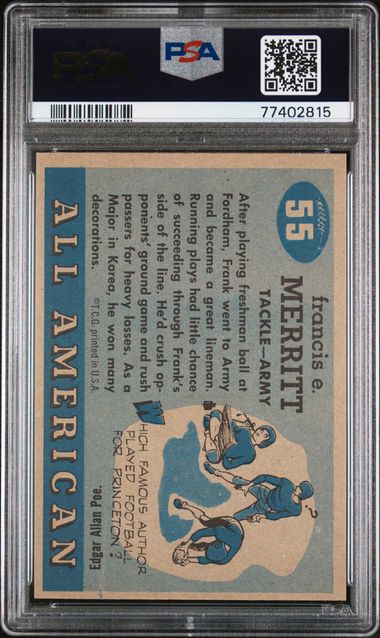 PSA
PSA
77402815
55
francis e.
MERRITT
TACKLE—ARMY
After playing freshman ball at
Fordham, Frank went to Army
and became a great lineman.
Running plays had little chance
of succeeding through Frank's
side of the line. He'd crush op-
ponents' ground game and rush
passers for heavy losses. As a
Major in Korea, he won many
decorations.
©T.C.G. printed in U.S.A.
WHICH FAMOUS AUTHOR
PLAYED FOOTBALL
FOR PRINCETON?
Edgar Allan Poe.
ALL AMERICAN
PSA